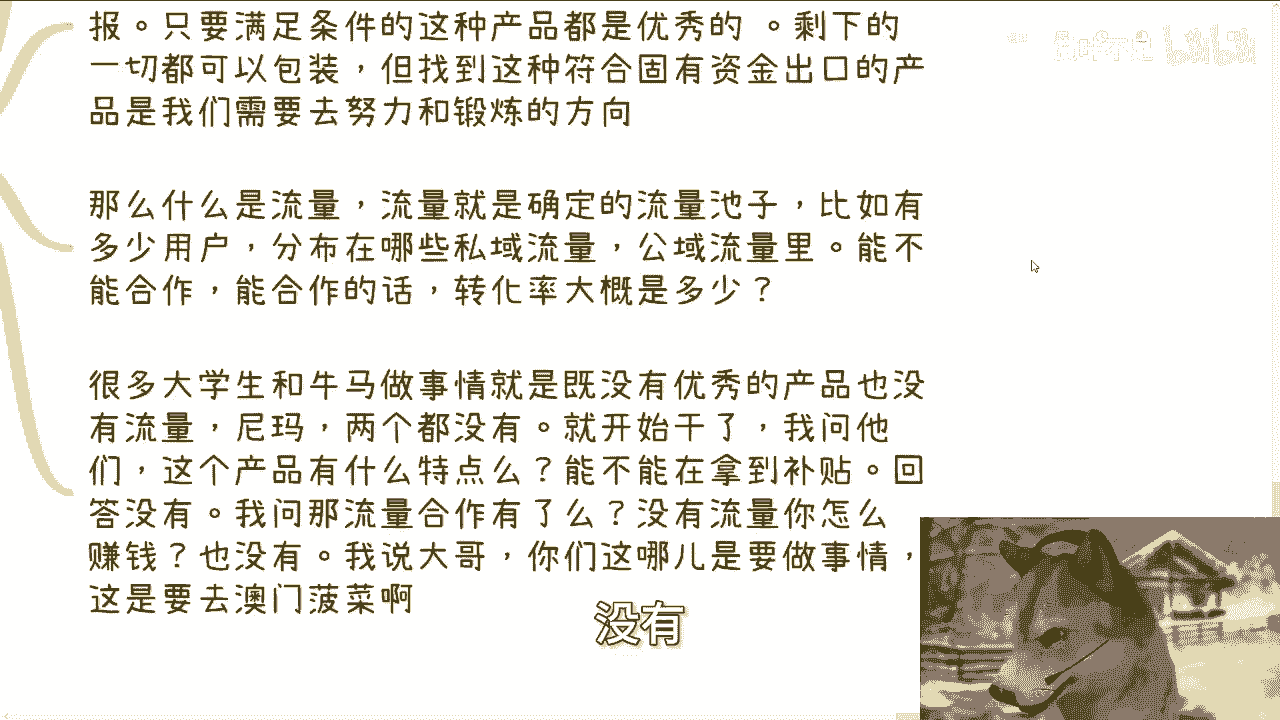 报。只要满足条件的这种产品都是优秀的 。剩下的
一切都可以包装，但找到这种符合固有资金出口的产
品是我们需要去努力和锻炼的方向
那么什么是流量，流量就是确定的流量池子，比如有
多少用户，分布在哪些私域流量，公域流量里。能不
能合作，能合作的话，转化率大概是多少？
很多大学生和牛马做事情就是既没有优秀的产品也没
有流量，尼玛，两个都没有。就开始干了，我问他
们，这个产品有什么特点么？能不能在拿到补贴。回
答没有。我问那流量合作有了么？没有流量你怎么
赚钱？也没有。我说大哥，你们这哪儿是要做事情，
这是要去澳门菠菜啊
没有